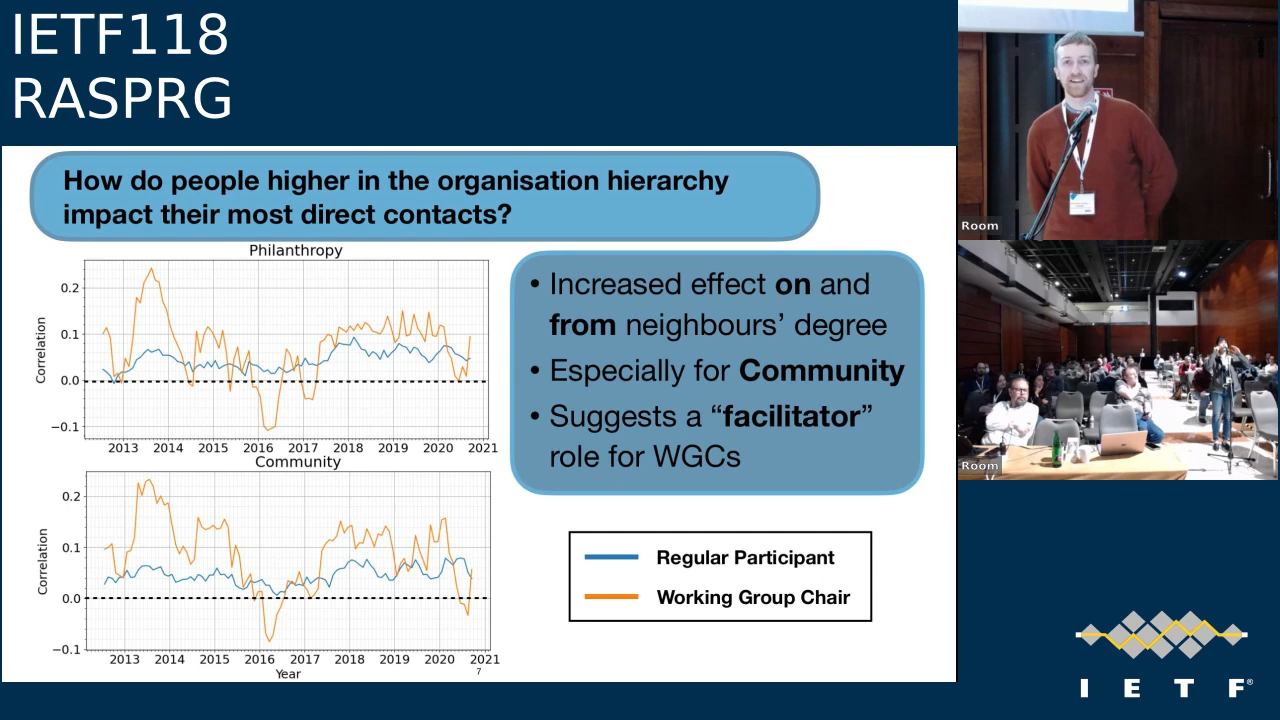 IETF118
RASPRG
How do people higher in the organisation hierarchy
impact their most direct contacts?
Philanthropy
0.2
0.1
0.0
−0.1
Correlation
2013 2014 2015 2016 2017 2018 2019 2020 2021
Community
0.2
0.1
0.0
−0.1
Correlation
2013 2014 2015 2016 2017 2018 2019 2020 2021
Year
7
• Increased effect on and
from neighbours’ degree
• Especially for Community
• Suggests a “facilitator”
role for WGCs
Regular Participant
Working Group Chair
Room
Room
V
I E T F®